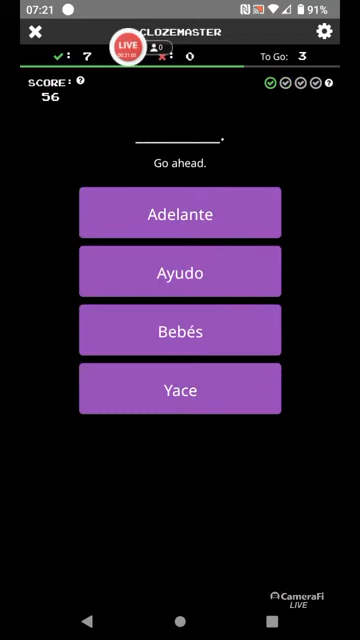 07:21 91%
CLOZEMASTER
LIVE 0
: 7 : 0 To Go: 3
SCORE: ?
56 ?
________.
Go ahead.
Adelante
Ayudo
Bebés
Yace
CameraFi
LIVE